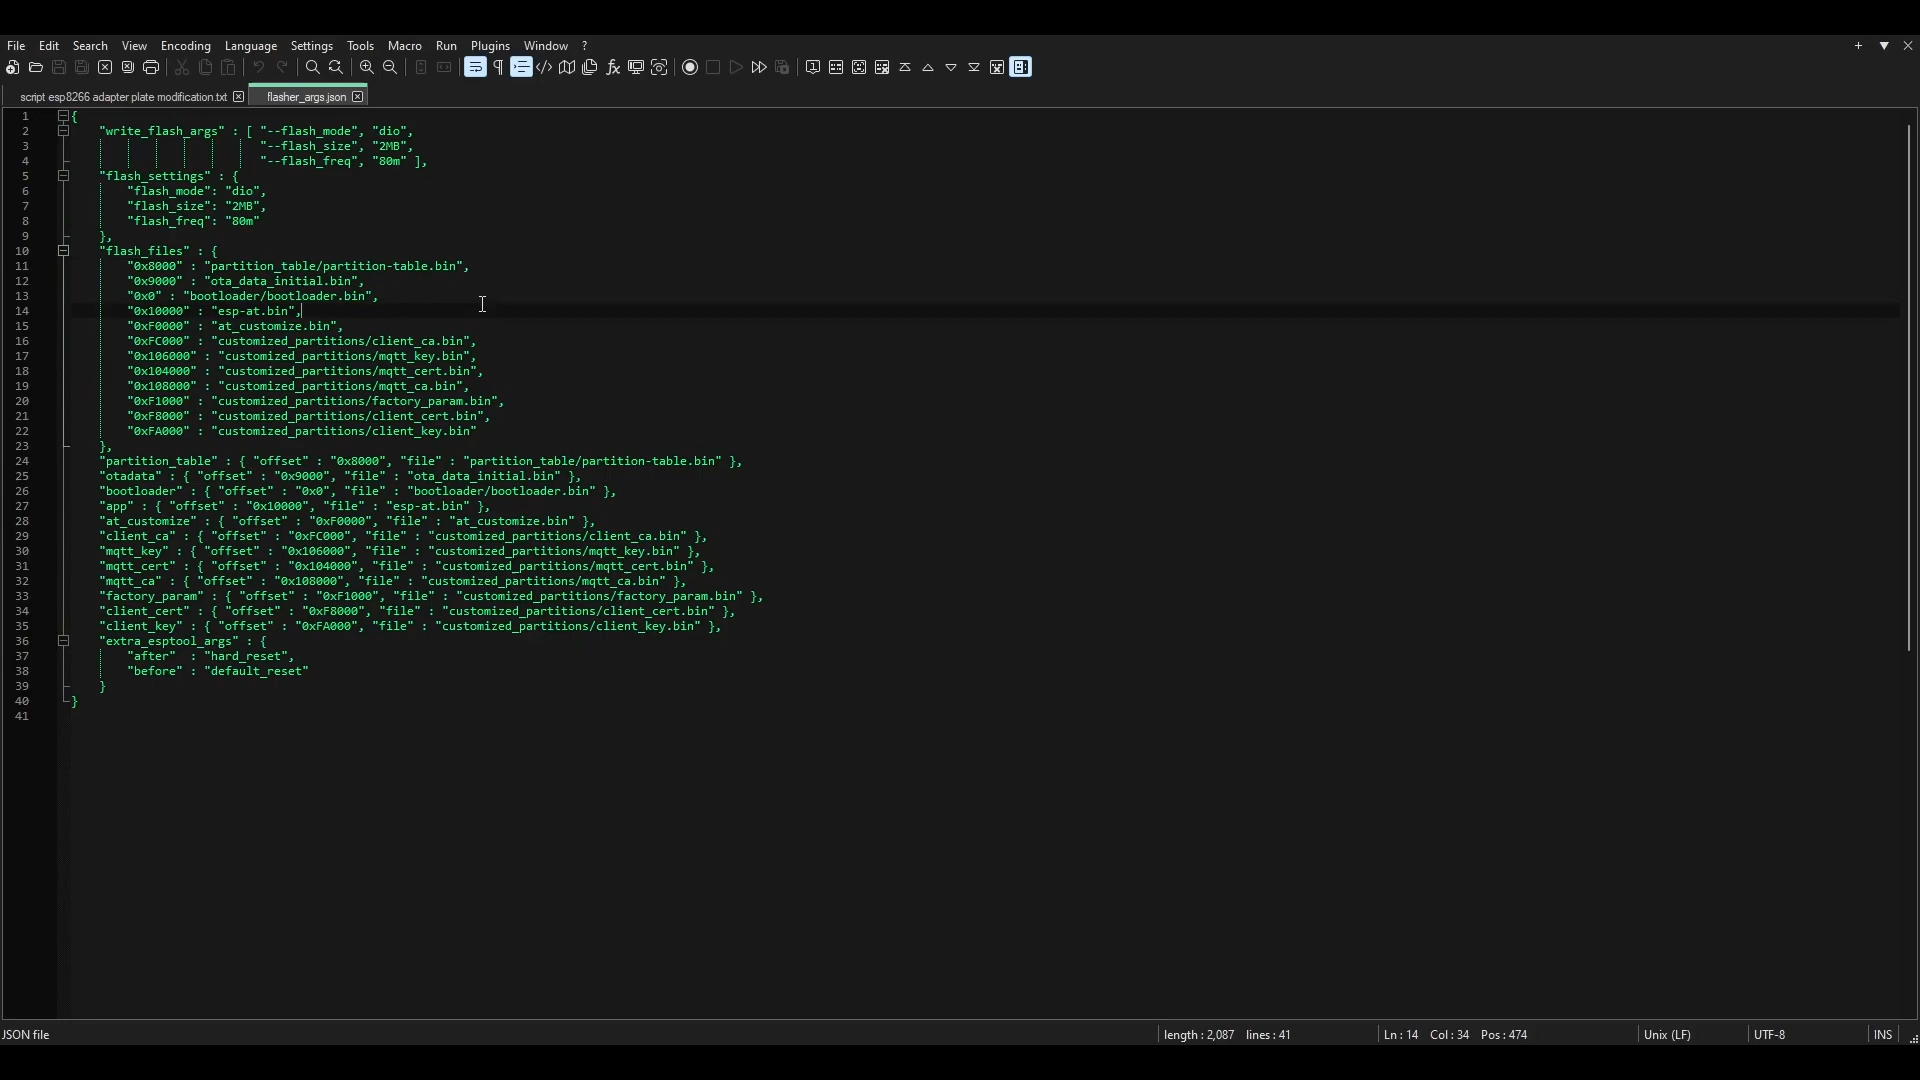 File Edit Search View Encoding Language Settings Tools Macro Run Plugins Window ?
script esp8266 adapter plate modification.txt flasher_args.json
1 {
2 "write_flash_args" : [ "--flash_mode", "dio",
3 "--flash_size", "2MB",
4 "--flash_freq", "80m" ],
5 "flash_settings" : {
6 "flash_mode": "dio",
7 "flash_size": "2MB",
8 "flash_freq": "80m"
9 },
10 "flash_files" : {
11 "0x8000" : "partition_table/partition-table.bin",
12 "0x9000" : "ota_data_initial.bin",
13 "0x0" : "bootloader/bootloader.bin",
14 "0x10000" : "esp-at.bin",
15 "0xF0000" : "at_customize.bin",
16 "0xFC000" : "customized_partitions/client_ca.bin",
17 "0x106000" : "customized_partitions/mqtt_key.bin",
18 "0x104000" : "customized_partitions/mqtt_cert.bin",
19 "0x108000" : "customized_partitions/mqtt_ca.bin",
20 "0xF1000" : "customized_partitions/factory_param.bin",
21 "0xF8000" : "customized_partitions/client_cert.bin",
22 "0xFA000" : "customized_partitions/client_key.bin"
23 },
24 "partition_table" : { "offset" : "0x8000", "file" : "partition_table/partition-table.bin" },
25 "otadata" : { "offset" : "0x9000", "file" : "ota_data_initial.bin" },
26 "bootloader" : { "offset" : "0x0", "file" : "bootloader/bootloader.bin" },
27 "app" : { "offset" : "0x10000", "file" : "esp-at.bin" },
28 "at_customize" : { "offset" : "0xF0000", "file" : "at_customize.bin" },
29 "client_ca" : { "offset" : "0xFC000", "file" : "customized_partitions/client_ca.bin" },
30 "mqtt_key" : { "offset" : "0x106000", "file" : "customized_partitions/mqtt_key.bin" },
31 "mqtt_cert" : { "offset" : "0x104000", "file" : "customized_partitions/mqtt_cert.bin" },
32 "mqtt_ca" : { "offset" : "0x108000", "file" : "customized_partitions/mqtt_ca.bin" },
33 "factory_param" : { "offset" : "0xF1000", "file" : "customized_partitions/factory_param.bin" },
34 "client_cert" : { "offset" : "0xF8000", "file" : "customized_partitions/client_cert.bin" },
35 "client_key" : { "offset" : "0xFA000", "file" : "customized_partitions/client_key.bin" },
36 "extra_esptool_args" : {
37 "after" : "hard_reset",
38 "before" : "default_reset"
39 }
40 }
41
JSON file length : 2,087 lines : 41 Ln : 14 Col : 34 Pos : 474 Unix (LF) UTF-8 INS